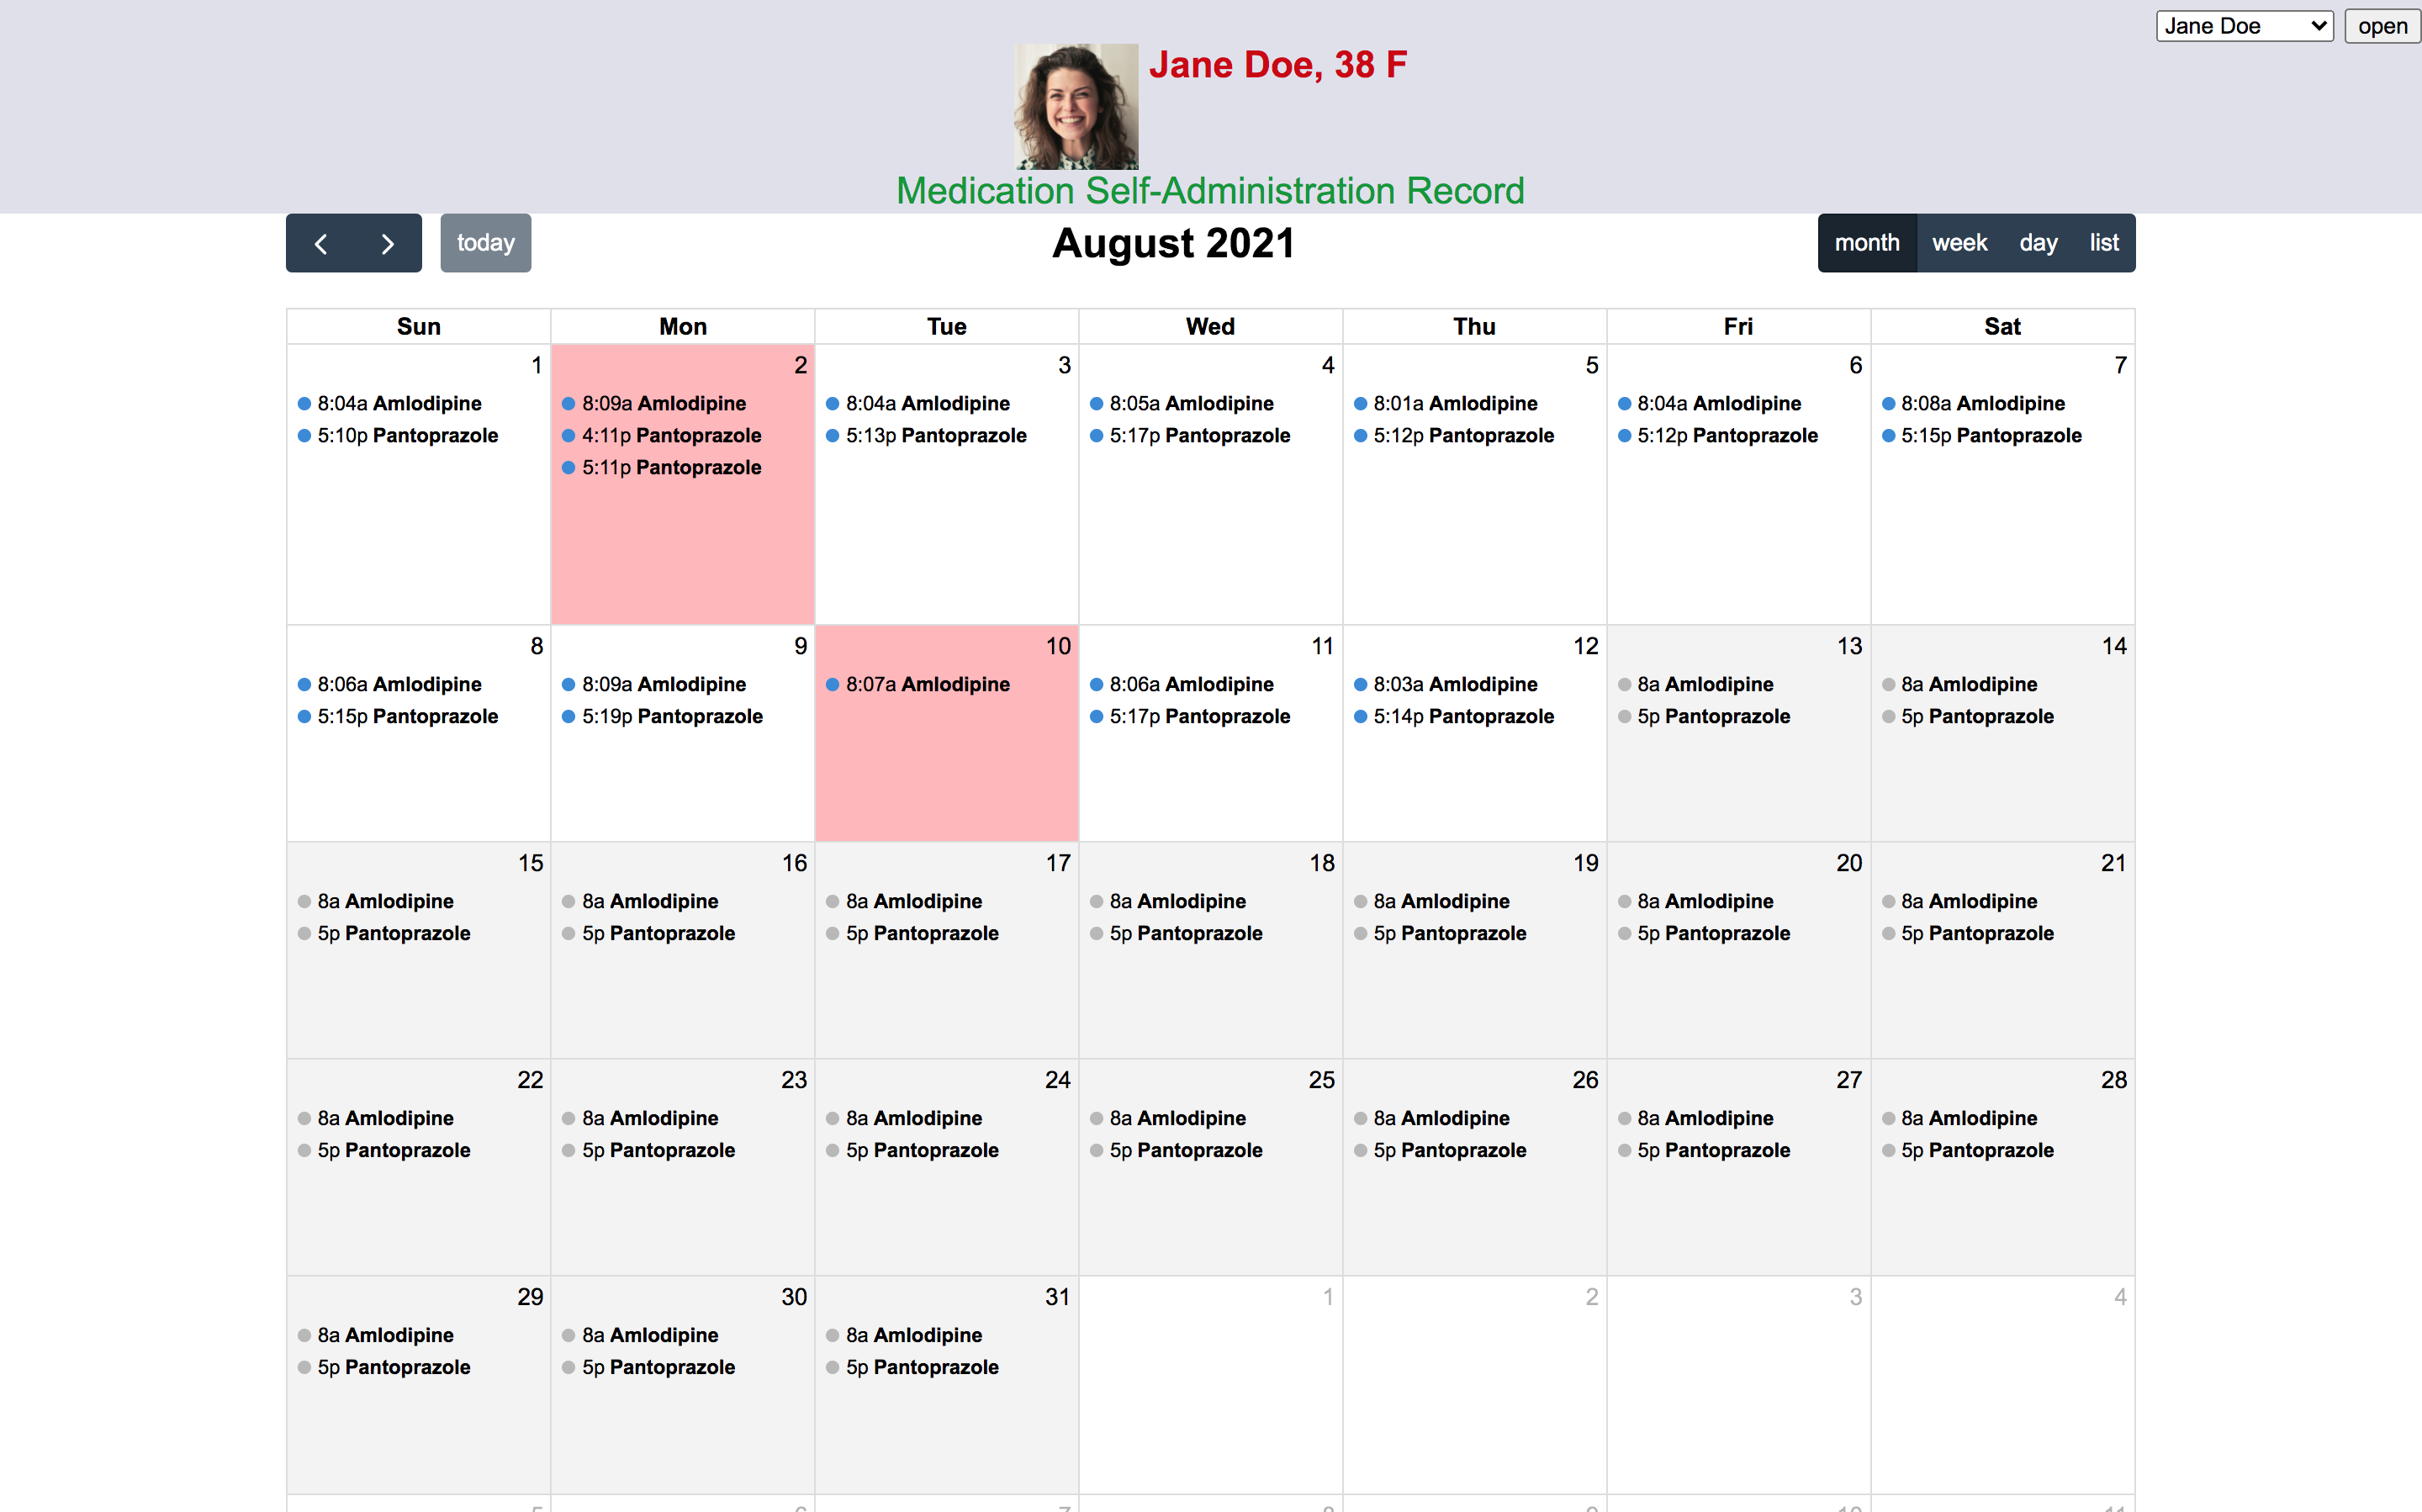 Jane Doe open
Jane Doe, 38 F
Medication Self-Administration Record
today August 2021 month week day list
Sun Mon Tue Wed Thu Fri Sat
1 2 3 4 5 6 7
8:04a Amlodipine 8:09a Amlodipine 8:04a Amlodipine 8:05a Amlodipine 8:01a Amlodipine 8:04a Amlodipine 8:08a Amlodipine
5:10p Pantoprazole 4:11p Pantoprazole 5:13p Pantoprazole 5:17p Pantoprazole 5:12p Pantoprazole 5:12p Pantoprazole 5:15p Pantoprazole
5:11p Pantoprazole
8 9 10 11 12 13 14
8:06a Amlodipine 8:09a Amlodipine 8:07a Amlodipine 8:06a Amlodipine 8:03a Amlodipine 8a Amlodipine 8a Amlodipine
5:15p Pantoprazole 5:19p Pantoprazole 5:17p Pantoprazole 5:14p Pantoprazole 5p Pantoprazole 5p Pantoprazole
15 16 17 18 19 20 21
8a Amlodipine 8a Amlodipine 8a Amlodipine 8a Amlodipine 8a Amlodipine 8a Amlodipine 8a Amlodipine
5p Pantoprazole 5p Pantoprazole 5p Pantoprazole 5p Pantoprazole 5p Pantoprazole 5p Pantoprazole 5p Pantoprazole
22 23 24 25 26 27 28
8a Amlodipine 8a Amlodipine 8a Amlodipine 8a Amlodipine 8a Amlodipine 8a Amlodipine 8a Amlodipine
5p Pantoprazole 5p Pantoprazole 5p Pantoprazole 5p Pantoprazole 5p Pantoprazole 5p Pantoprazole 5p Pantoprazole
29 30 31 1 2 3 4
8a Amlodipine 8a Amlodipine 8a Amlodipine
5p Pantoprazole 5p Pantoprazole 5p Pantoprazole